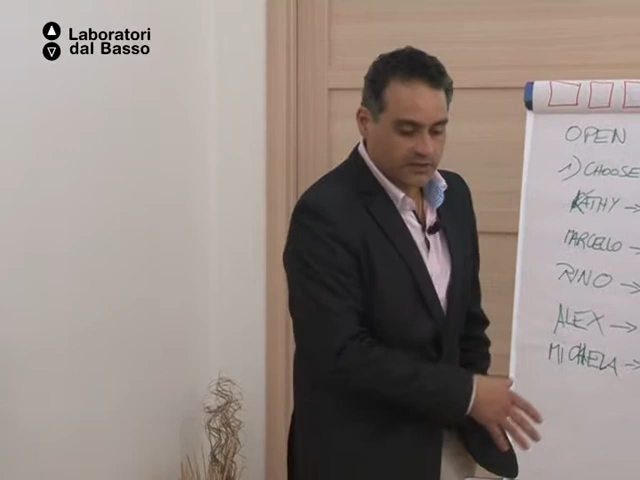 Laboratori
dal Basso
OPEN
1) CHOOSE
KATHY →
MARCELLO →
RINO →
ALEX →
MICHELA →